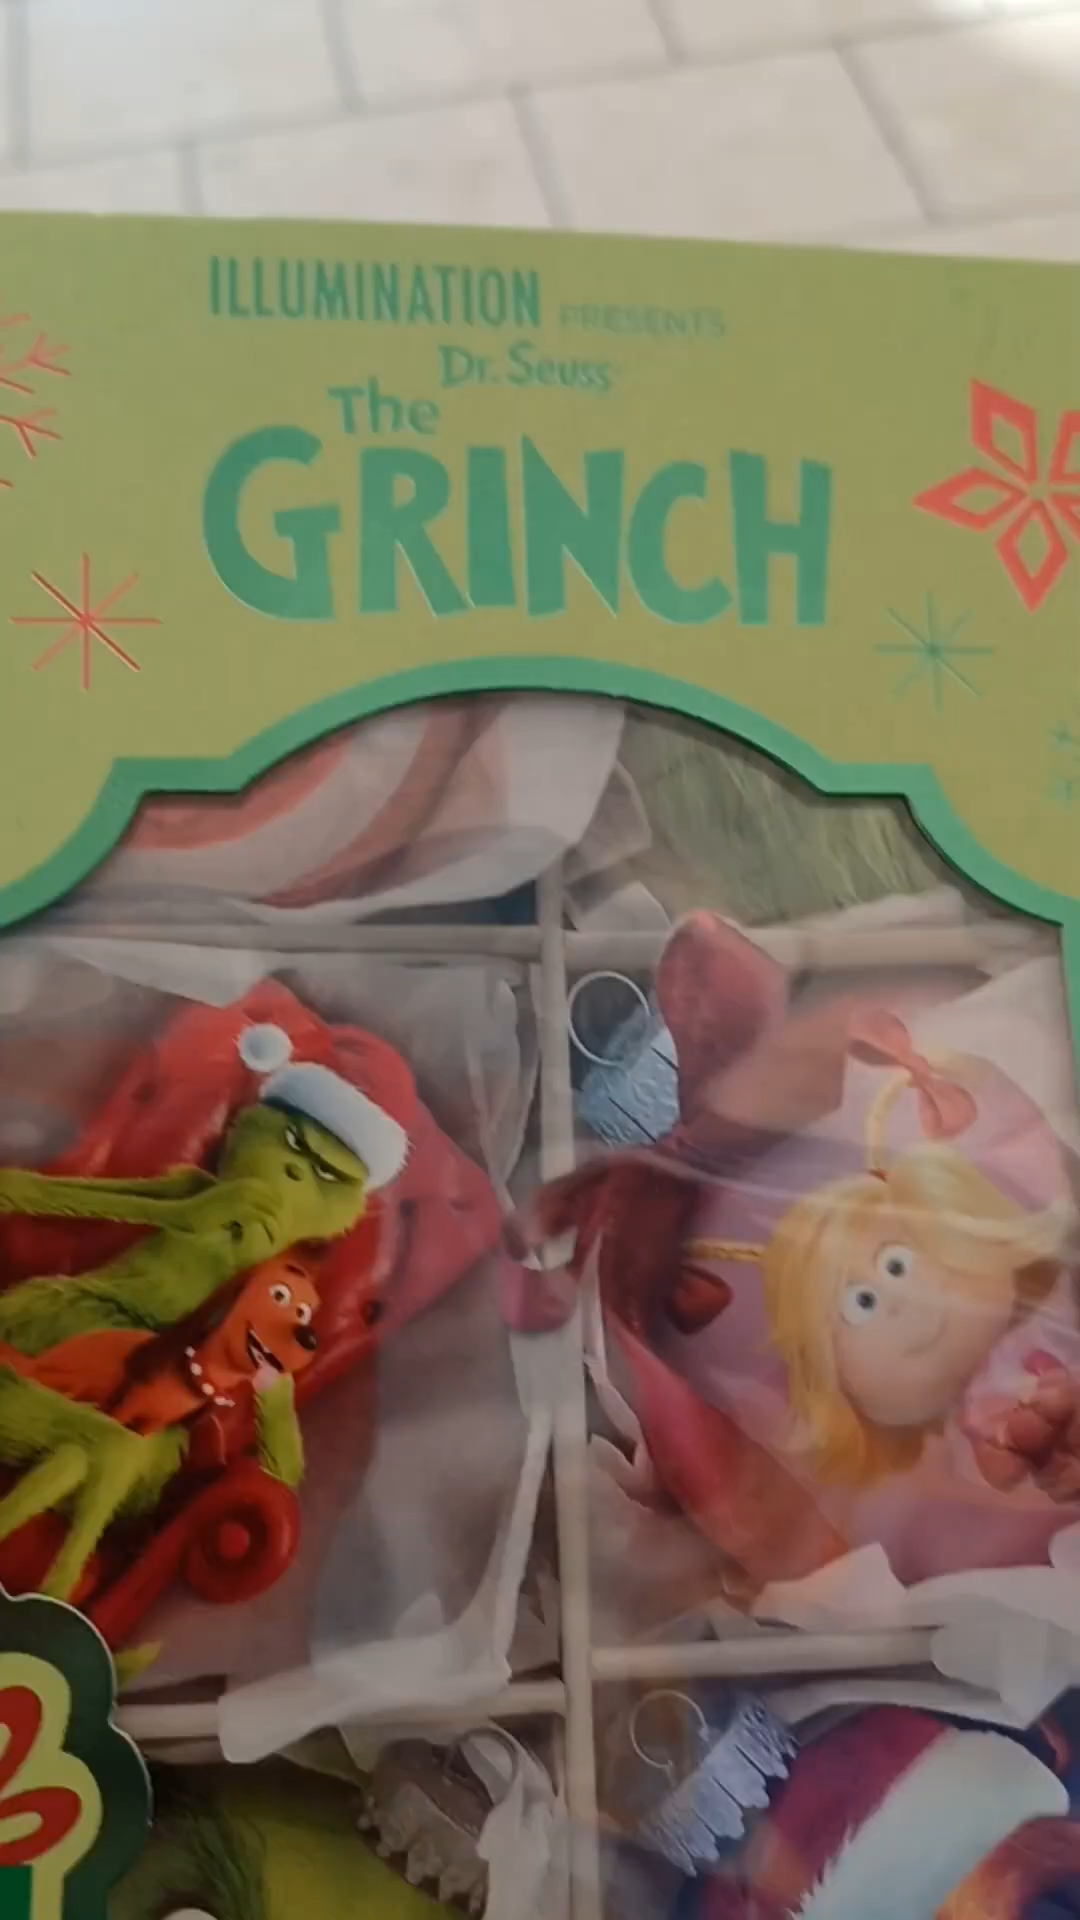 ILLUMINATION PRESENTS
Dr. Seuss'
The
GRINCH